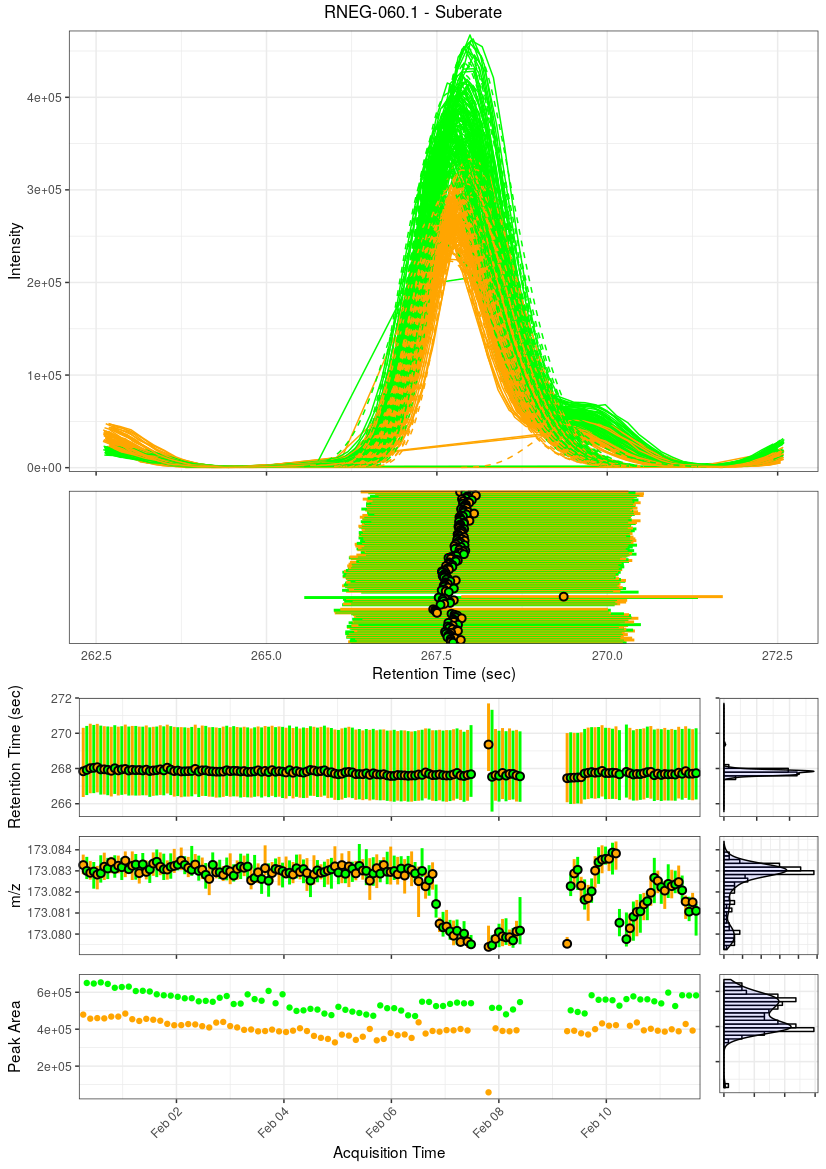 RNEG-060.1 - Suberate
Intensity
4e+05
3e+05
2e+05
1e+05
0e+00
262.5 265.0 267.5 270.0 272.5
Retention Time (sec)
Retention Time (sec)
272
270
268
266
m/z
173.084
173.083
173.082
173.081
173.080
Peak Area
6e+05
4e+05
2e+05
Feb 02 Feb 04 Feb 06 Feb 08 Feb 10
Acquisition Time